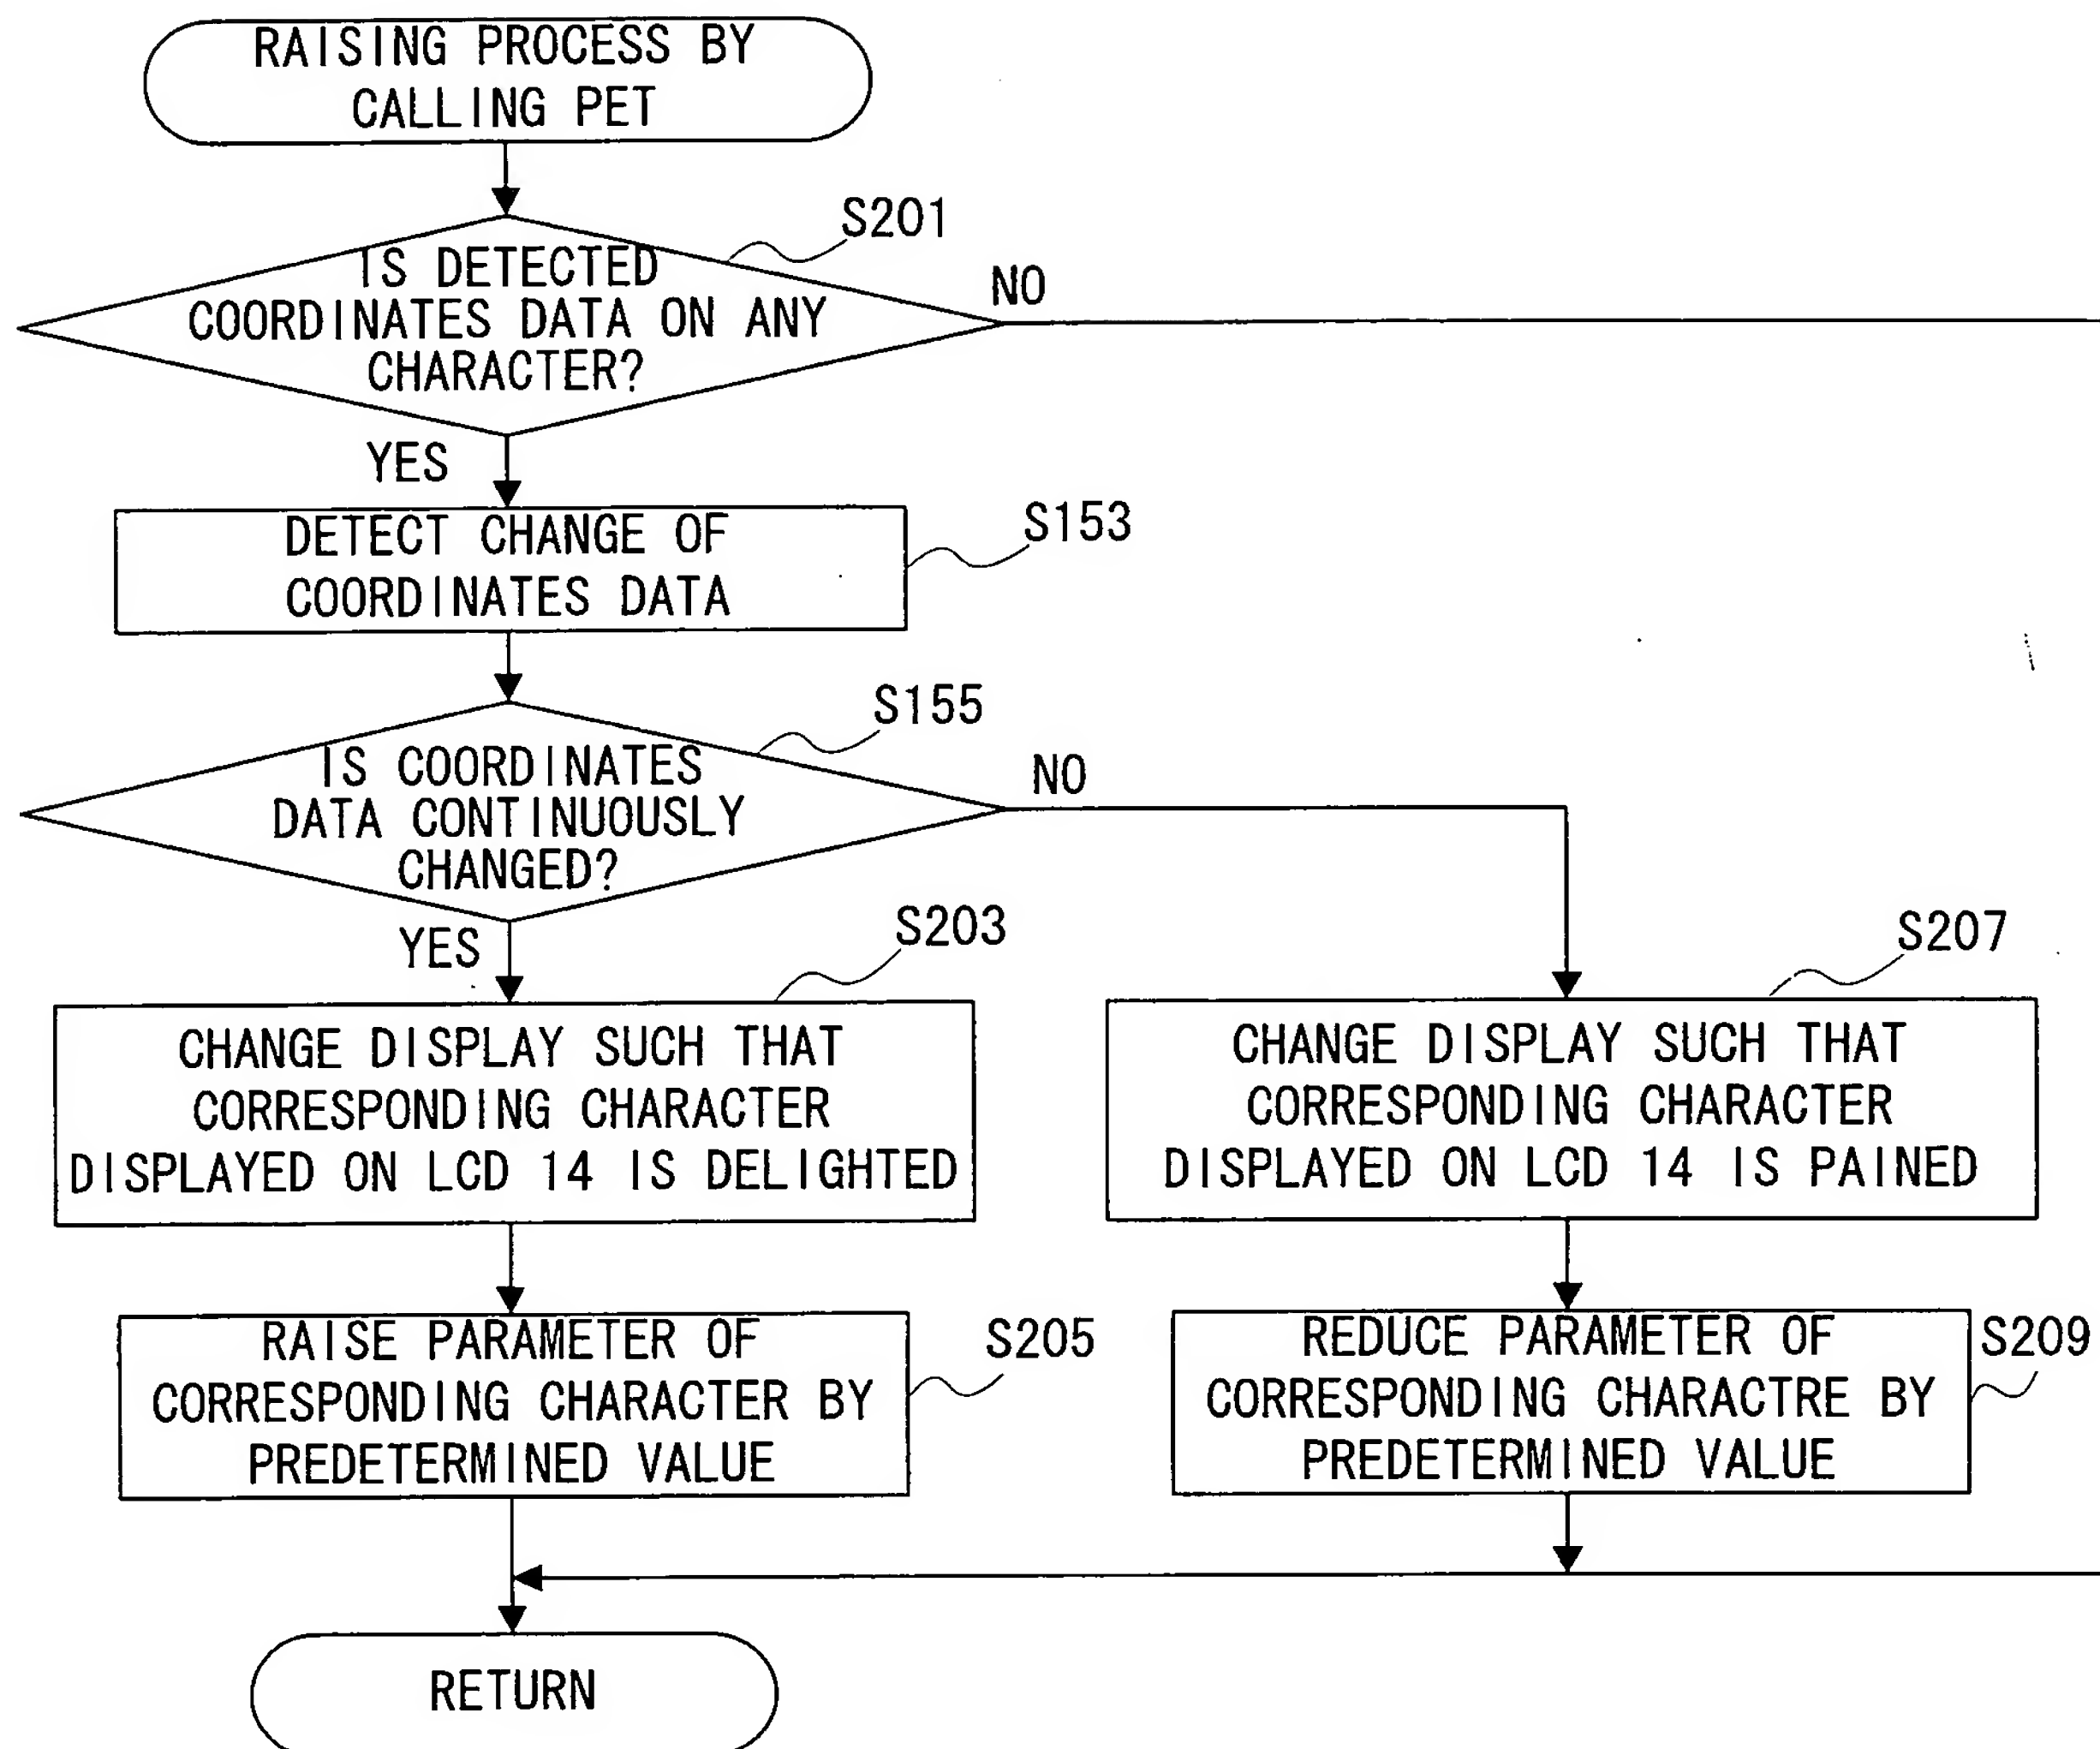 RAISING PROCESS BY
CALLING PET
S201
IS DETECTED
COORDINATES DATA ON ANY
CHARACTER?
NO
YES
DETECT CHANGE OF
COORDINATES DATA
S153
S155
IS COORDINATES
DATA CONTINUOUSLY
CHANGED?
NO
YES
S203
CHANGE DISPLAY SUCH THAT
CORRESPONDING CHARACTER
DISPLAYED ON LCD 14 IS DELIGHTED
S207
CHANGE DISPLAY SUCH THAT
CORRESPONDING CHARACTER
DISPLAYED ON LCD 14 IS PAINED
RAISE PARAMETER OF
CORRESPONDING CHARACTER BY
PREDETERMINED VALUE
S205
REDUCE PARAMETER OF
CORRESPONDING CHARACTRE BY
PREDETERMINED VALUE
S209
RETURN